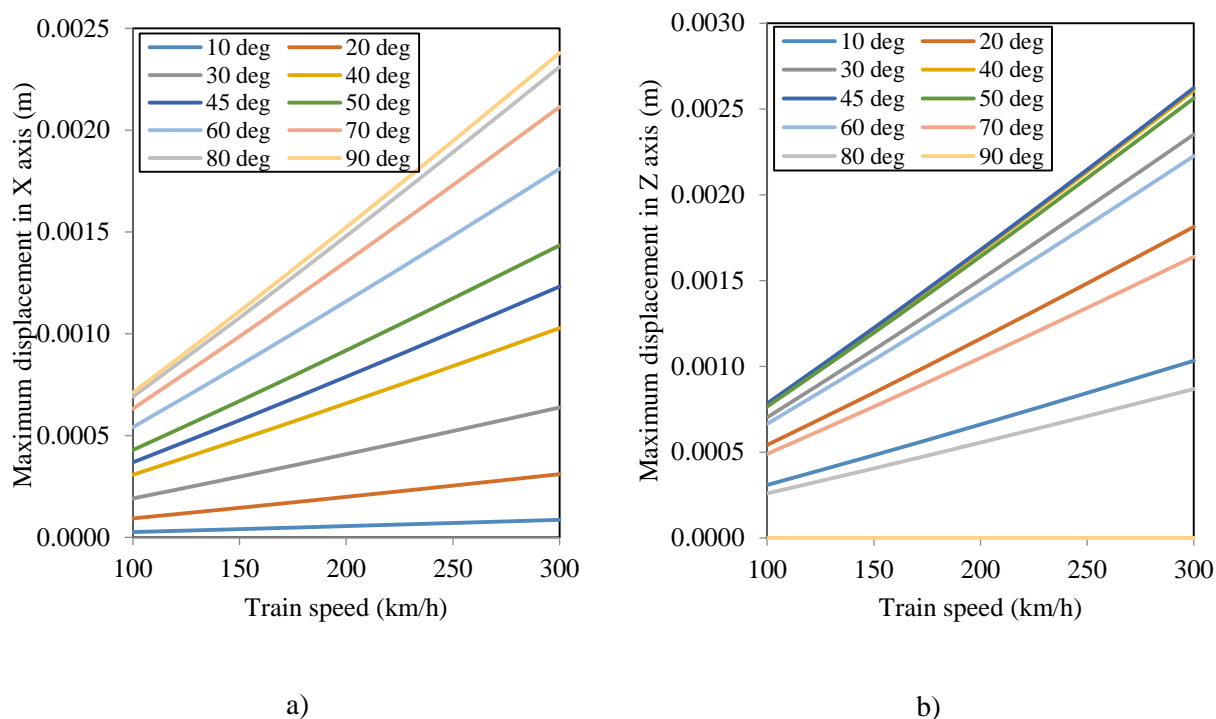 Maximum displacement in X axis (m)
0.0025
0.0020
0.0015
0.0010
0.0005
0.0000
10 deg 20 deg
30 deg 40 deg
45 deg 50 deg
60 deg 70 deg
80 deg 90 deg
100 150 200 250 300
Train speed (km/h)
a)
Maximum displacement in Z axis (m)
0.0030
0.0025
0.0020
0.0015
0.0010
0.0005
0.0000
10 deg 20 deg
30 deg 40 deg
45 deg 50 deg
60 deg 70 deg
80 deg 90 deg
100 150 200 250 300
Train speed (km/h)
b)